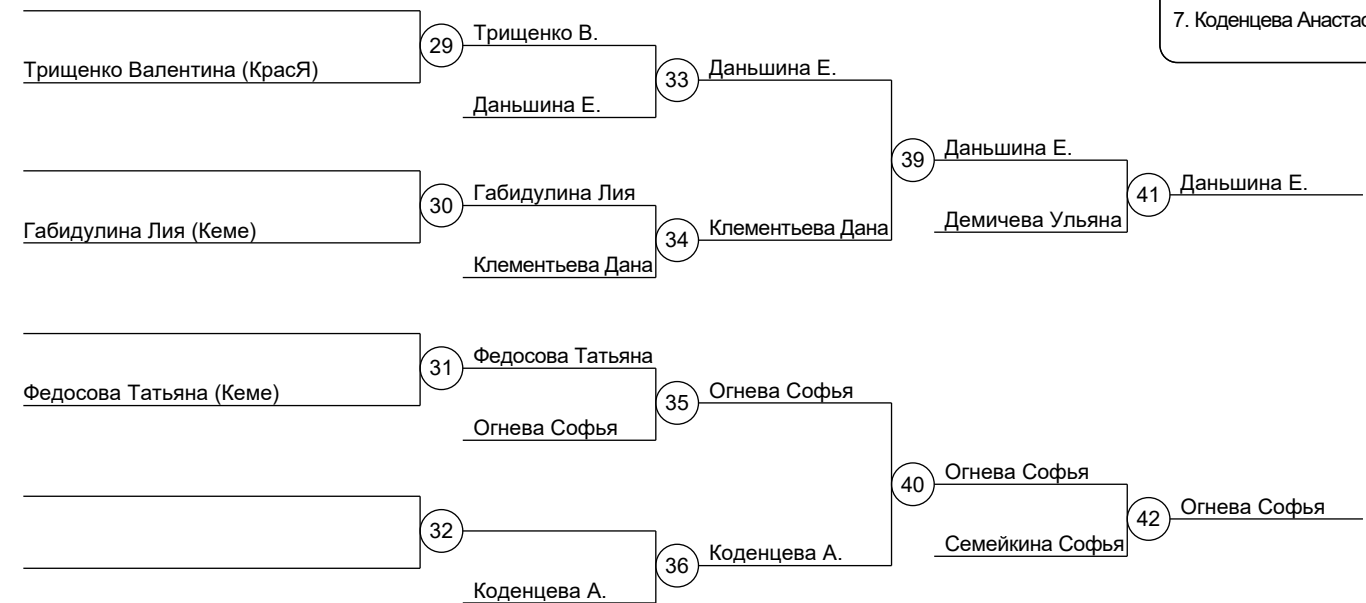 7. Коденцева
29
Трищенко В.
Трищенко Валентина (КрасЯ)
33
Даньшина Е.
Даньшина Е.
39
Даньшина Е.
41
Даньшина Е.
30
Габидулина Лия
Габидулина Лия (Кеме)
34
Клементьева Дана
Демичева Ульяна
Клементьева Дана
31
Федосова Татьяна
Федосова Татьяна (Кеме)
35
Огнева Софья
Огнева Софья
40
Огнева Софья
42
Огнева Софья
32
Семейкина Софья
36
Коденцева А.
Коденцева А.